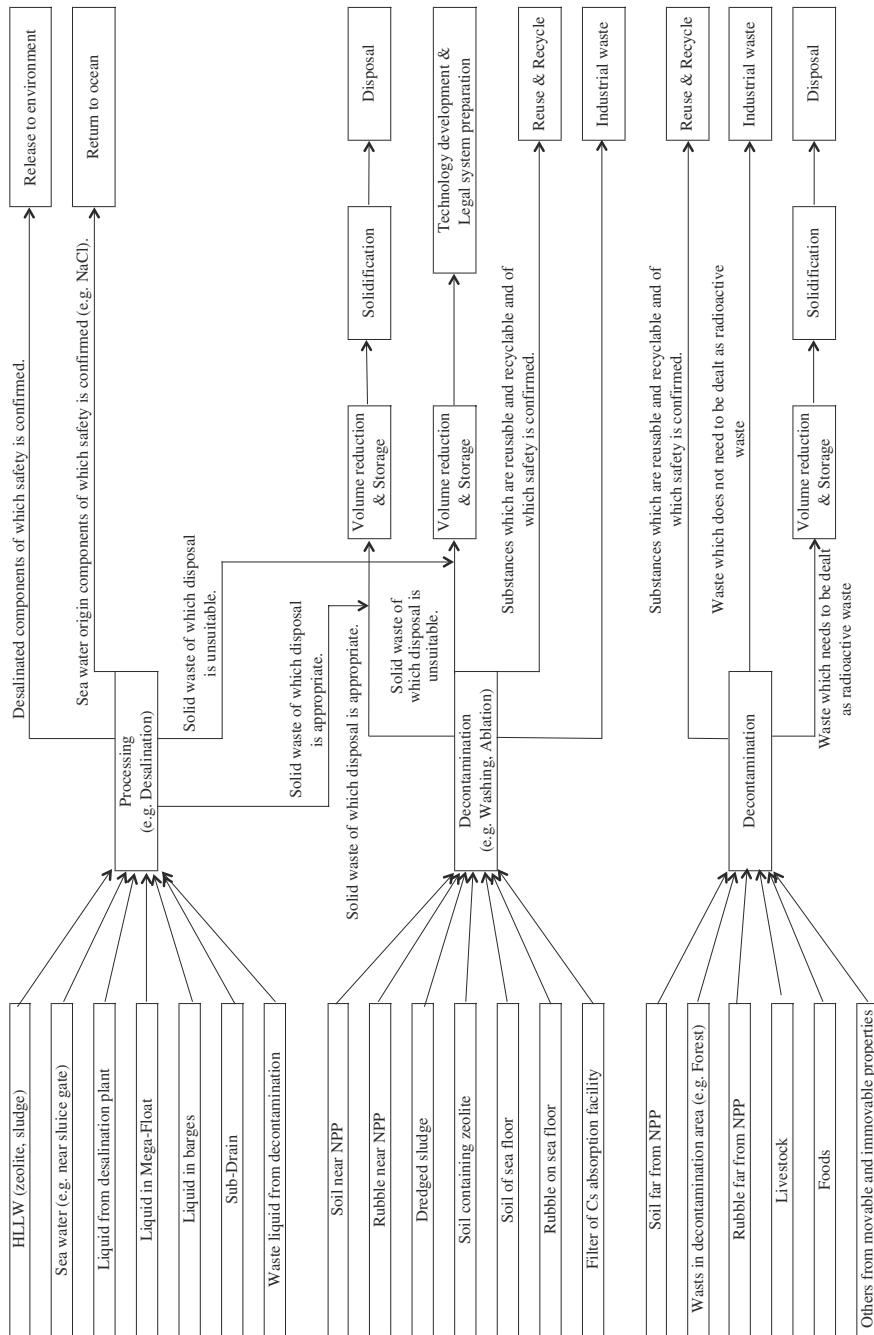 HLLW (zeolite, sludge)
Sea water (e.g. near sluice gate)
Liquid from desalination plant
Liquid in Mega-Float
Liquid in barges
Sub-Drain
Waste liquid from decontamination
Processing
(e.g. Desalination)
Desalinated components of which safety is confirmed.
Release to environment
Sea water origin components of which safety is confirmed (e.g. NaCl).
Return to ocean
Solid waste of which disposal
is unsuitable.
Solid waste of which disposal
is appropriate.
Soil near NPP
Rubble near NPP
Dredged sludge
Soil containing zeolite
Soil of sea floor
Rubble on sea floor
Filter of Cs absorption facility
Decontamination
(e.g. Washing, Ablation)
Solid waste of which disposal is appropriate.
Volume reduction
& Storage
Solidification
Disposal
Solid waste of
which disposal is
unsuitable.
Volume reduction
& Storage
Technology development &
Legal system preparation
Substances which are reusable and recyclable and of
which safety is confirmed.
Reuse & Recycle
Industrial waste
Soil far from NPP
Wasts in decontamination area (e.g. Forest)
Rubble far from NPP
Livestock
Foods
Others from movable and immovable properties
Decontamination
Substances which are reusable and recyclable and of
which safety is confirmed.
Reuse & Recycle
Waste which does not need to be dealt as radioactive
waste
Industrial waste
Waste which needs to be dealt
as radioactive waste
Volume reduction
& Storage
Solidification
Disposal